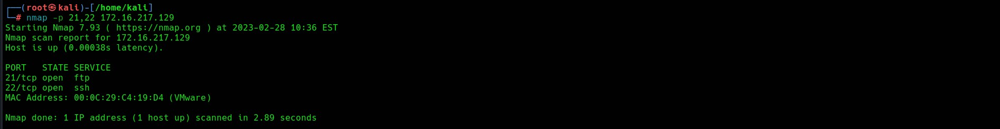 ┌──(root㉿kali)-[/home/kali]
└─# nmap -p 21,22 172.16.217.129
Starting Nmap 7.93 ( https://nmap.org ) at 2023-02-28 10:36 EST
Nmap scan report for 172.16.217.129
Host is up (0.00038s latency).
PORT   STATE SERVICE
21/tcp open  ftp
22/tcp open  ssh
MAC Address: 00:0C:29:C4:19:D4 (VMware)
Nmap done: 1 IP address (1 host up) scanned in 2.89 seconds